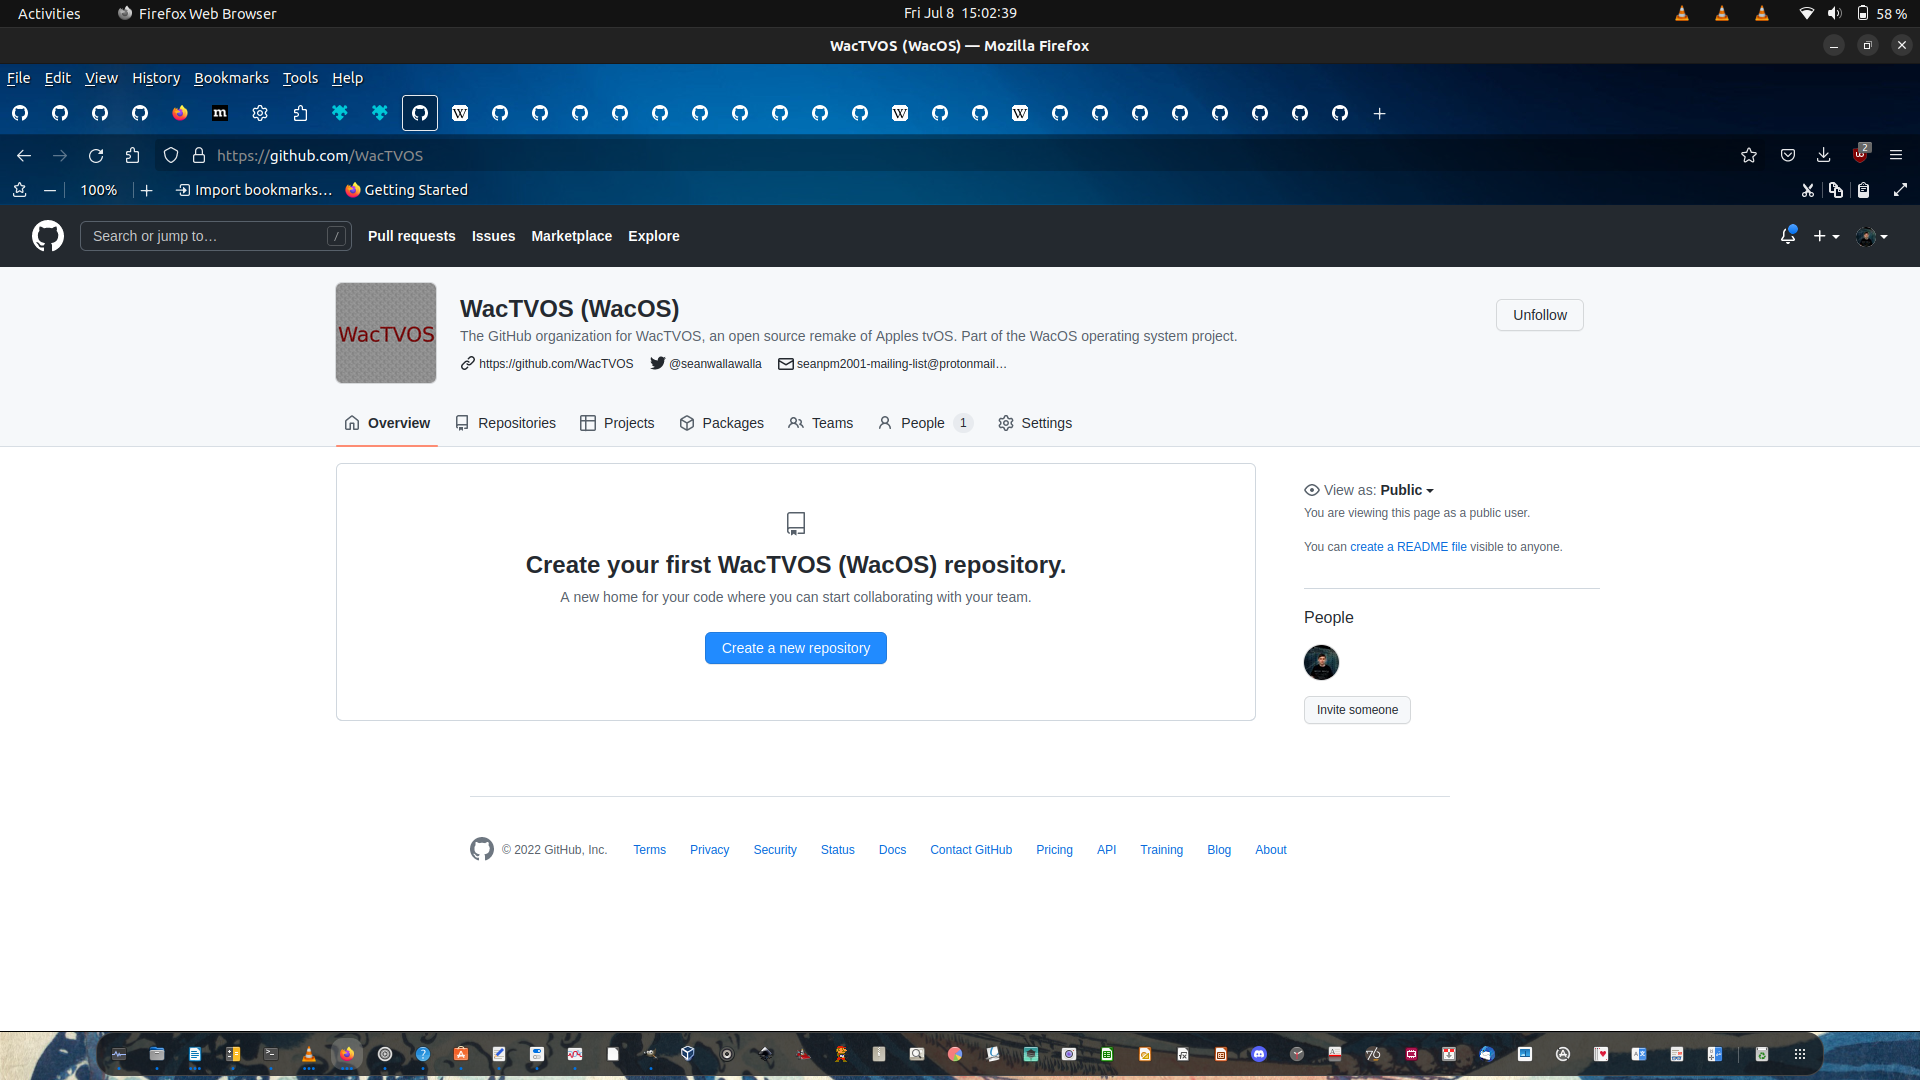 Activities Firefox Web Browser Fri Jul 8 15:02:39 58 %
WacTVOS (WacOS) — Mozilla Firefox
File Edit View History Bookmarks Tools Help
https://github.com/WacTVOS 2
100% Import bookmarks… Getting Started
Search or jump to… / Pull requests Issues Marketplace Explore
WacTVOS
WacTVOS (WacOS)
Unfollow
The GitHub organization for WacTVOS, an open source remake of Apples tvOS. Part of the WacOS operating system project.
https://github.com/WacTVOS @seanwallawalla seanpm2001-mailing-list@protonmail…
Overview Repositories Projects Packages Teams People 1 Settings
View as: Public
You are viewing this page as a public user.
You can create a README file visible to anyone.
Create your first WacTVOS (WacOS) repository.
A new home for your code where you can start collaborating with your team.
Create a new repository
People
Invite someone
© 2022 GitHub, Inc. Terms Privacy Security Status Docs Contact GitHub Pricing API Training Blog About